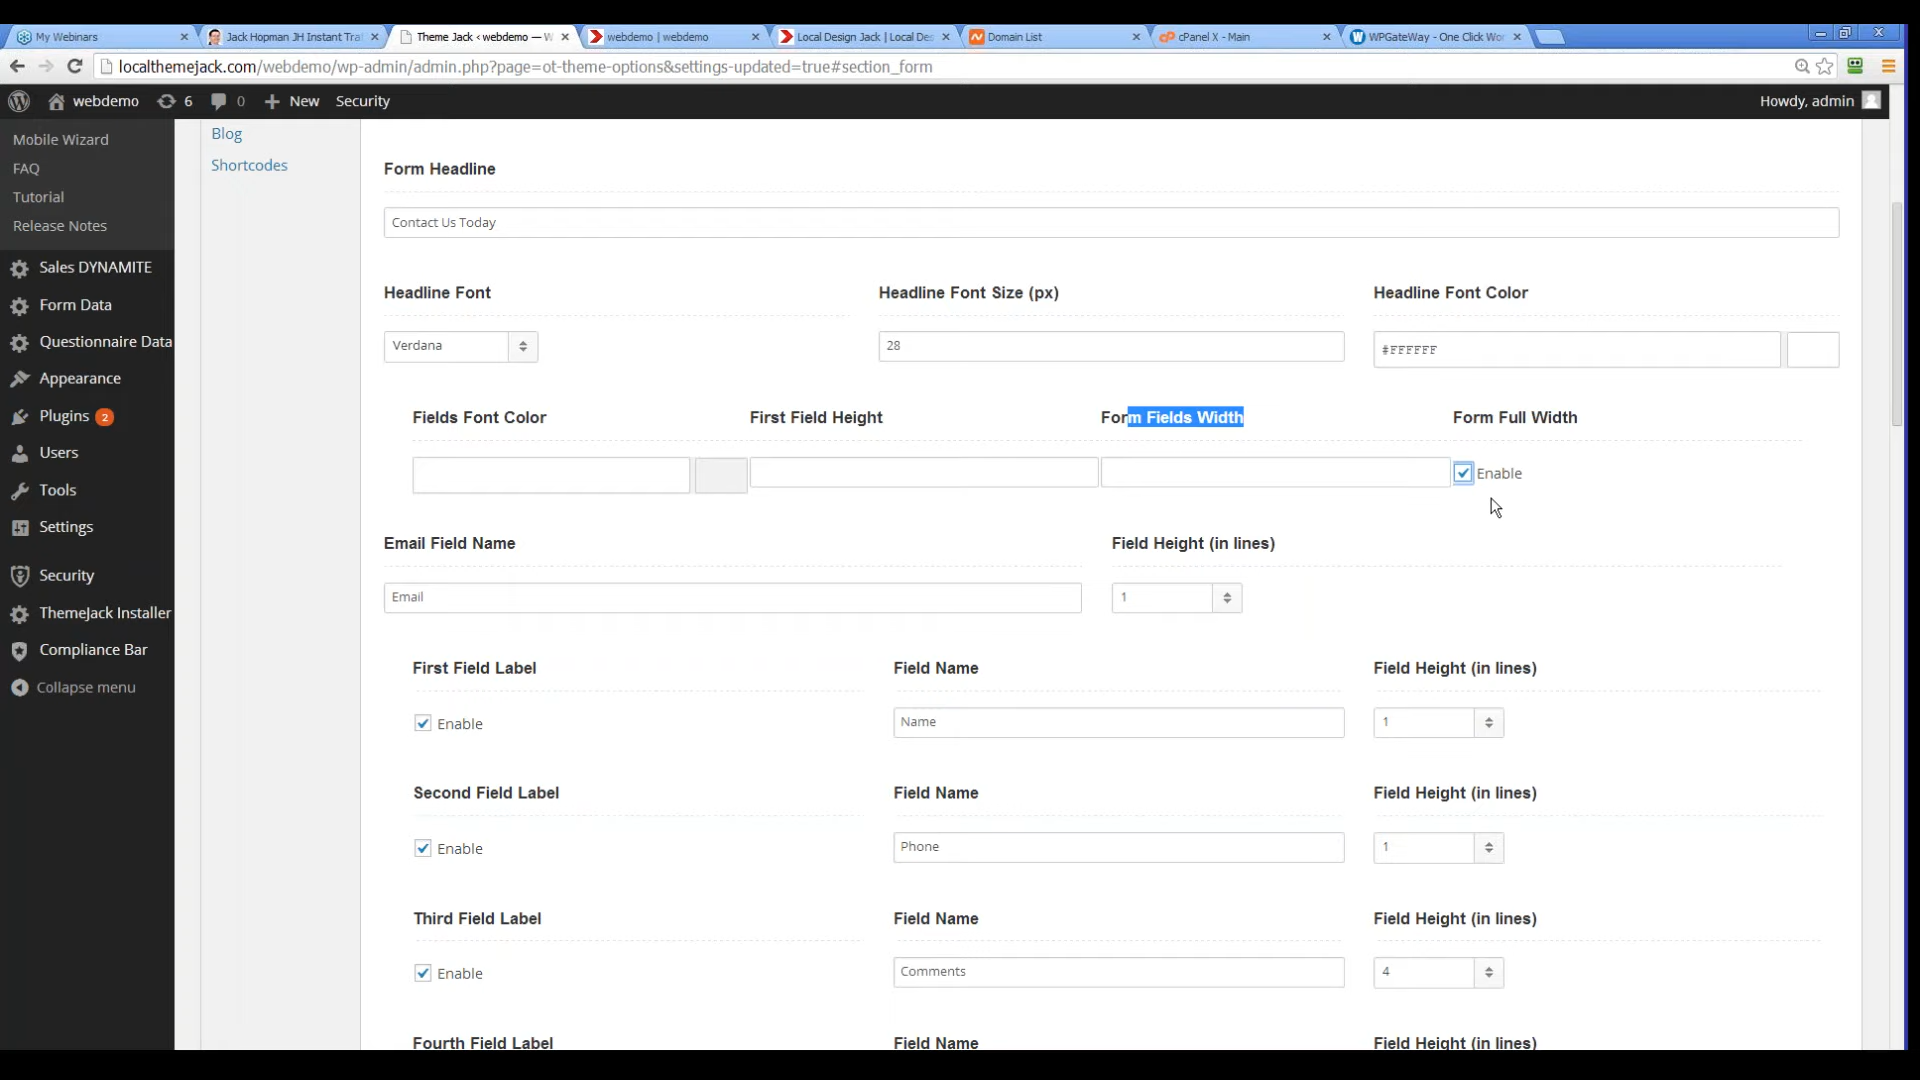 My Webinars
Jack Hopman JH Instant Tra
Theme Jack ‹ webdemo — W
webdemo | webdemo
Local Design Jack | Local Des
Domain List
cPanel X - Main
WPGateWay - One Click Wor
localthemejack.com/webdemo/wp-admin/admin.php?page=ot-theme-options&settings-updated=true#section_form
webdemo 6 0 New Security Howdy, admin
Mobile Wizard
FAQ
Tutorial
Release Notes
Sales DYNAMITE
Form Data
Questionnaire Data
Appearance
Plugins 2
Users
Tools
Settings
Security
ThemeJack Installer
Compliance Bar
Collapse menu
Blog
Shortcodes
Form Headline
Contact Us Today
Headline Font Headline Font Size (px) Headline Font Color
Verdana 28 #FFFFFF
Fields Font Color First Field Height Form Fields Width Form Full Width
Enable
Email Field Name Field Height (in lines)
Email 1
First Field Label Field Name Field Height (in lines)
Enable Name 1
Second Field Label Field Name Field Height (in lines)
Enable Phone 1
Third Field Label Field Name Field Height (in lines)
Enable Comments 4
Fourth Field Label Field Name Field Height (in lines)